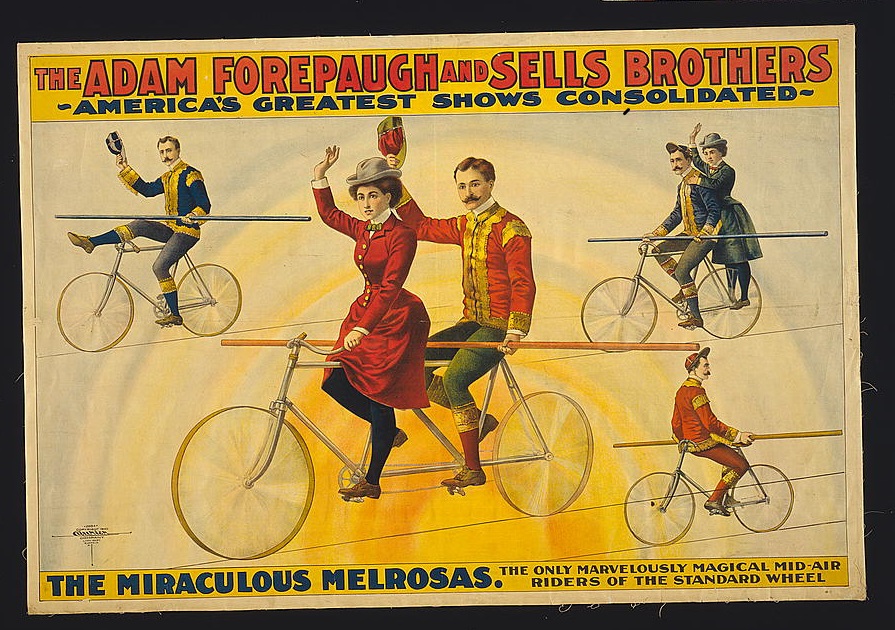 THE ADAM FOREPAUGH AND SELLS BROTHERS
~AMERICA'S GREATEST SHOWS CONSOLIDATED~
THE MIRACULOUS MELROSAS.
THE ONLY MARVELOUSLY MAGICAL MID-AIR
RIDERS OF THE STANDARD WHEEL